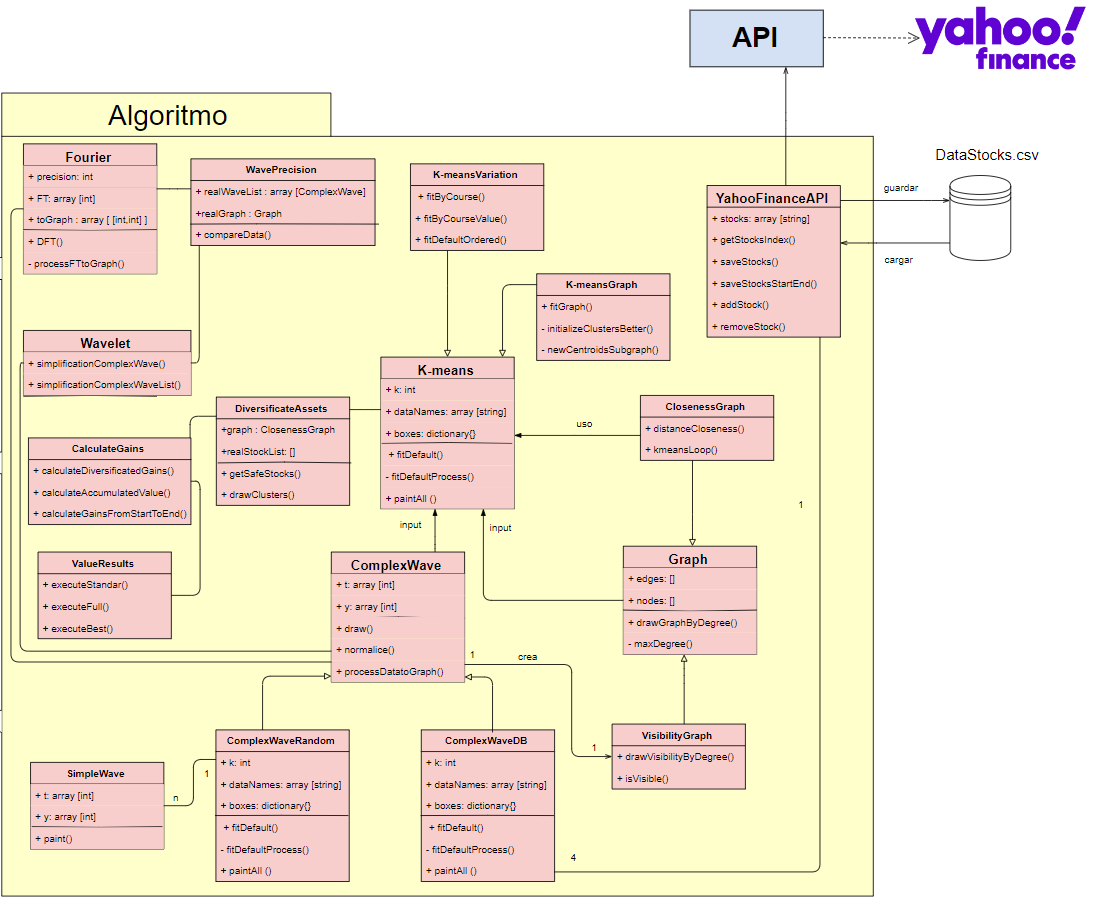 API
yahoo!
finance
Algoritmo
Fourier
+ precision: int
+ FT: array [int]
+ toGraph : array [ [int,int] ]
+ DFT()
- processFTtoGraph()
WavePrecision
+ realWaveList : array [ComplexWave]
+realGraph : Graph
+ compareData()
K-meansVariation
+ fitByCourse()
+ fitByCourseValue()
+ fitDefaultOrdered()
YahooFinanceAPI
+ stocks: array [string]
+ getStocksIndex()
+ saveStocks()
+ saveStocksStartEnd()
+ addStock()
+ removeStock()
DataStocks.csv
guardar
cargar
K-meansGraph
+ fitGraph()
- initializeClustersBetter()
- newCentroidsSubgraph()
Wavelet
+ simplificationComplexWave()
+ simplificationComplexWaveList()
K-means
+ k: int
+ dataNames: array [string]
+ boxes: dictionary{}
+ fitDefault()
- fitDefaultProcess()
+ paintAll ()
DiversificateAssets
+graph : ClosenessGraph
+realStockList: []
+ getSafeStocks()
+ drawClusters()
ClosenessGraph
+ distanceCloseness()
+ kmeansLoop()
uso
CalculateGains
+ calculateDiversificatedGains()
+ calculateAccumulatedValue()
+ calculateGainsFromStartToEnd()
1
input
input
ValueResults
+ executeStandar()
+ executeFull()
+ executeBest()
ComplexWave
+ t: array [int]
+ y: array [int]
+ draw()
+ normalice()
+ processDatatoGraph()
Graph
+ edges: []
+ nodes: []
+ drawGraphByDegree()
- maxDegree()
1
crea
1
VisibilityGraph
+ drawVisibilityByDegree()
+ isVisible()
SimpleWave
+ t: array [int]
+ y: array [int]
+ paint()
n
1
ComplexWaveRandom
+ k: int
+ dataNames: array [string]
+ boxes: dictionary{}
+ fitDefault()
- fitDefaultProcess()
+ paintAll ()
ComplexWaveDB
+ k: int
+ dataNames: array [string]
+ boxes: dictionary{}
+ fitDefault()
- fitDefaultProcess()
+ paintAll ()
4